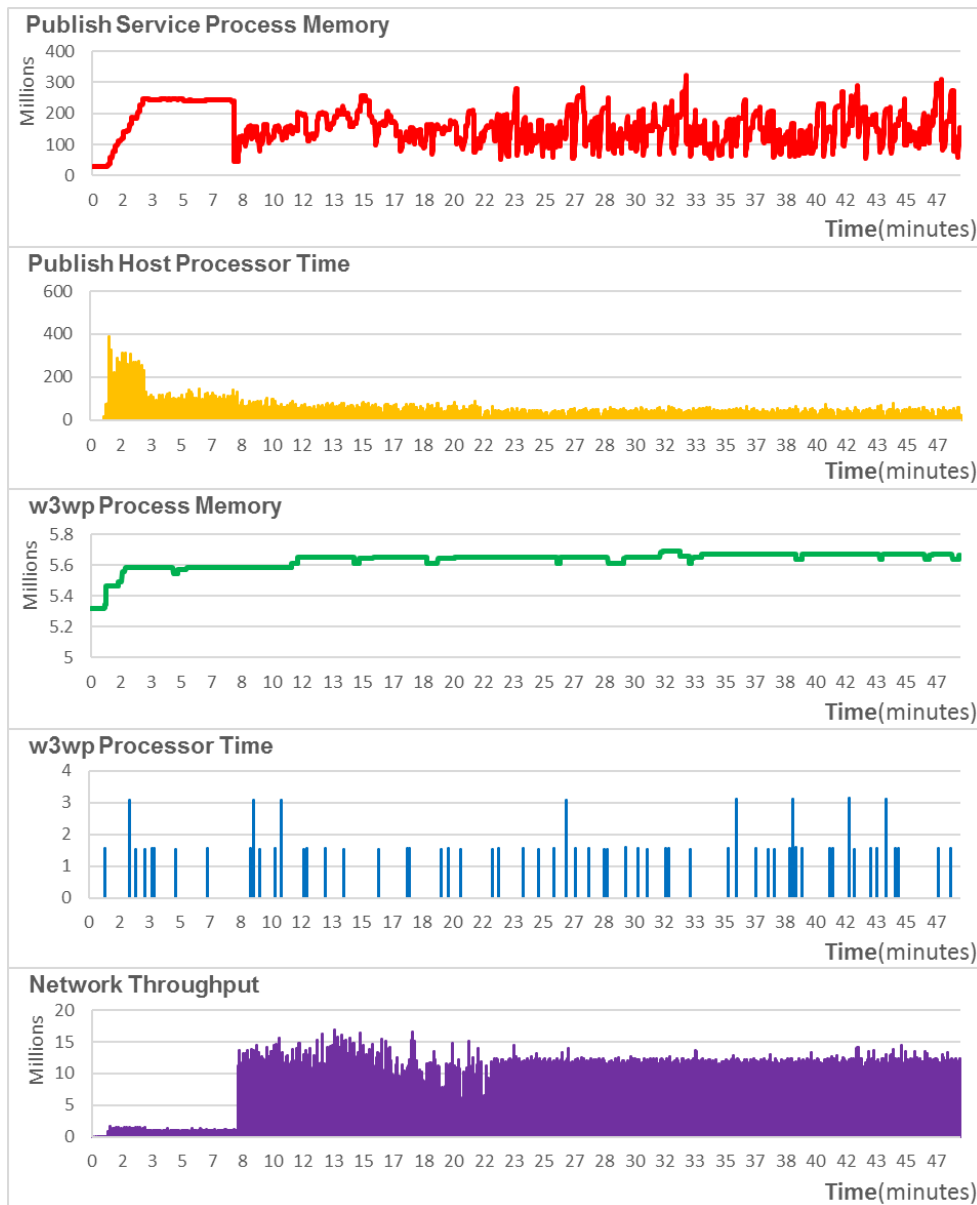 Publish Service Process Memory
Millions
400
300
200
100
0
0 2 3 5 7 8 10 12 13 15 17 18 20 22 23 25 27 28 30 32 33 35 37 38 40 42 43 45 47
Time(minutes)
Publish Host Processor Time
600
400
200
0
0 2 3 5 7 8 10 12 13 15 17 18 20 22 23 25 27 28 30 32 33 35 37 38 40 42 43 45 47
Time(minutes)
w3wp Process Memory
Millions
5.8
5.6
5.4
5.2
5
0 2 3 5 7 8 10 12 13 15 17 18 20 22 23 25 27 28 30 32 33 35 37 38 40 42 43 45 47
Time(minutes)
w3wp Processor Time
4
3
2
1
0
0 2 3 5 7 8 10 12 13 15 17 18 20 22 23 25 27 28 30 32 33 35 37 38 40 42 43 45 47
Time(minutes)
Network Throughput
Millions
20
15
10
5
0
0 2 3 5 7 8 10 12 13 15 17 18 20 22 23 25 27 28 30 32 33 35 37 38 40 42 43 45 47
Time(minutes)